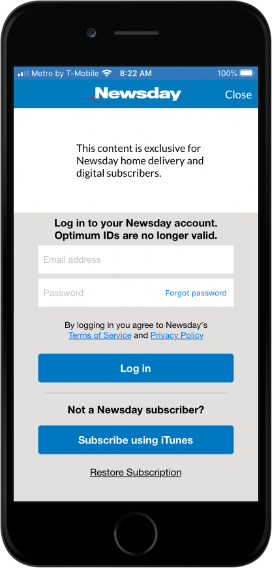 Metro by T-Mobile 8:22 AM 100%
Newsday Close
This content is exclusive for
Newsday home delivery and
digital subscribers.
Log in to your Newsday account.
Optimum IDs are no longer valid.
Email address
Password Forgot password
By logging in you agree to Newsday's
Terms of Service and Privacy Policy
Log in
Not a Newsday subscriber?
Subscribe using iTunes
Restore Subscription